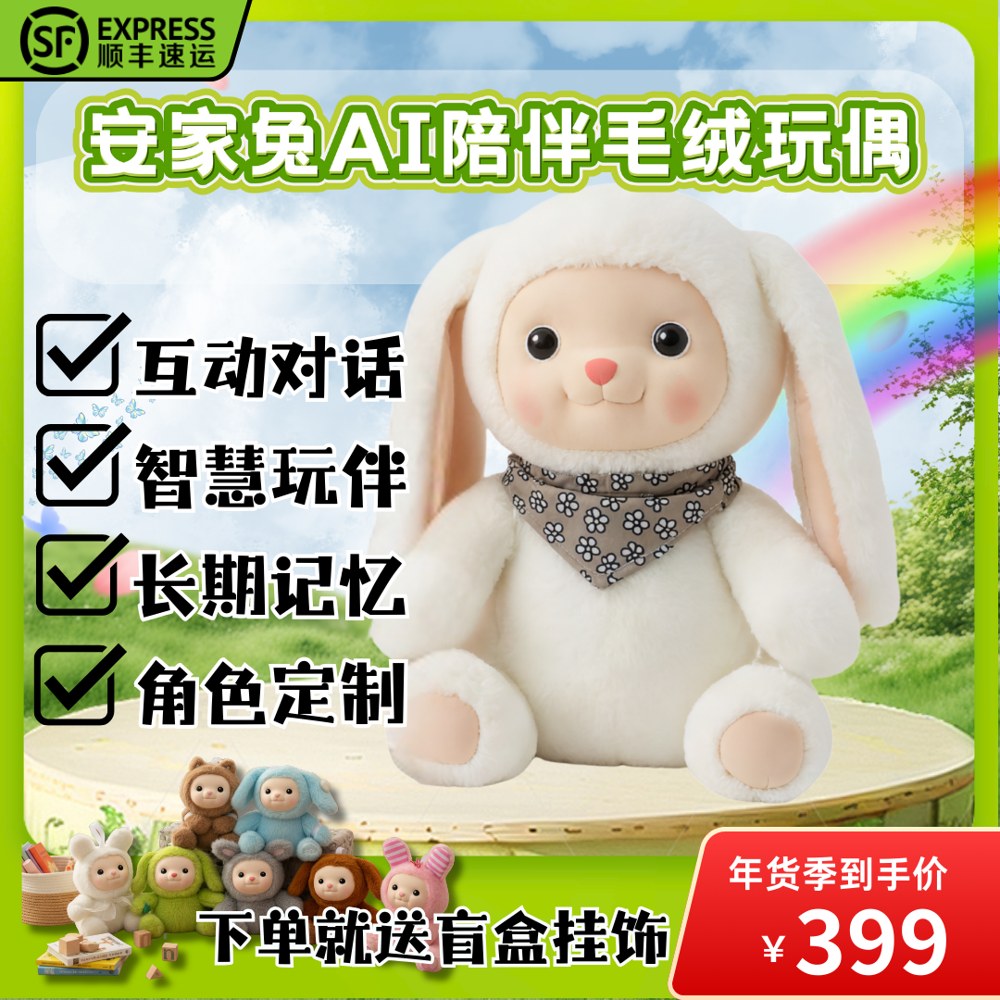 SF EXPRESS
顺丰速运
安家兔AI陪伴毛绒玩偶
互动对话
智慧玩伴
长期记忆
角色定制
下单就送盲盒挂饰
年货季到手价
¥399